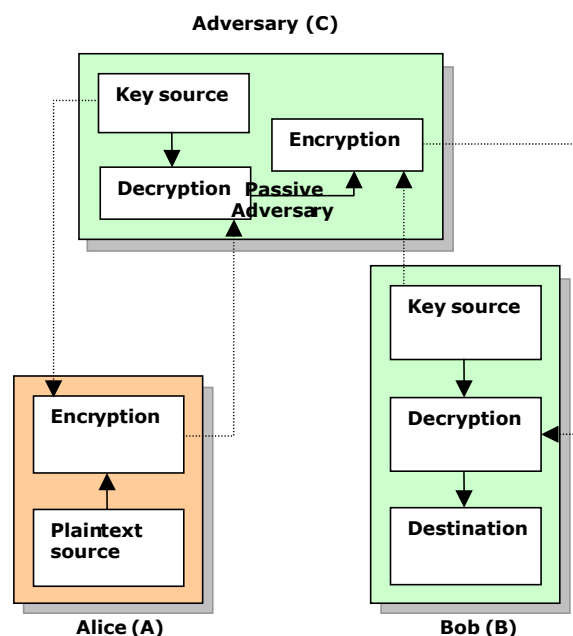 Adversary (C)
Key source
Encryption
Decryption
Passive
Adversary
Key source
Encryption
Decryption
Plaintext
source
Destination
Alice (A)
Bob (B)